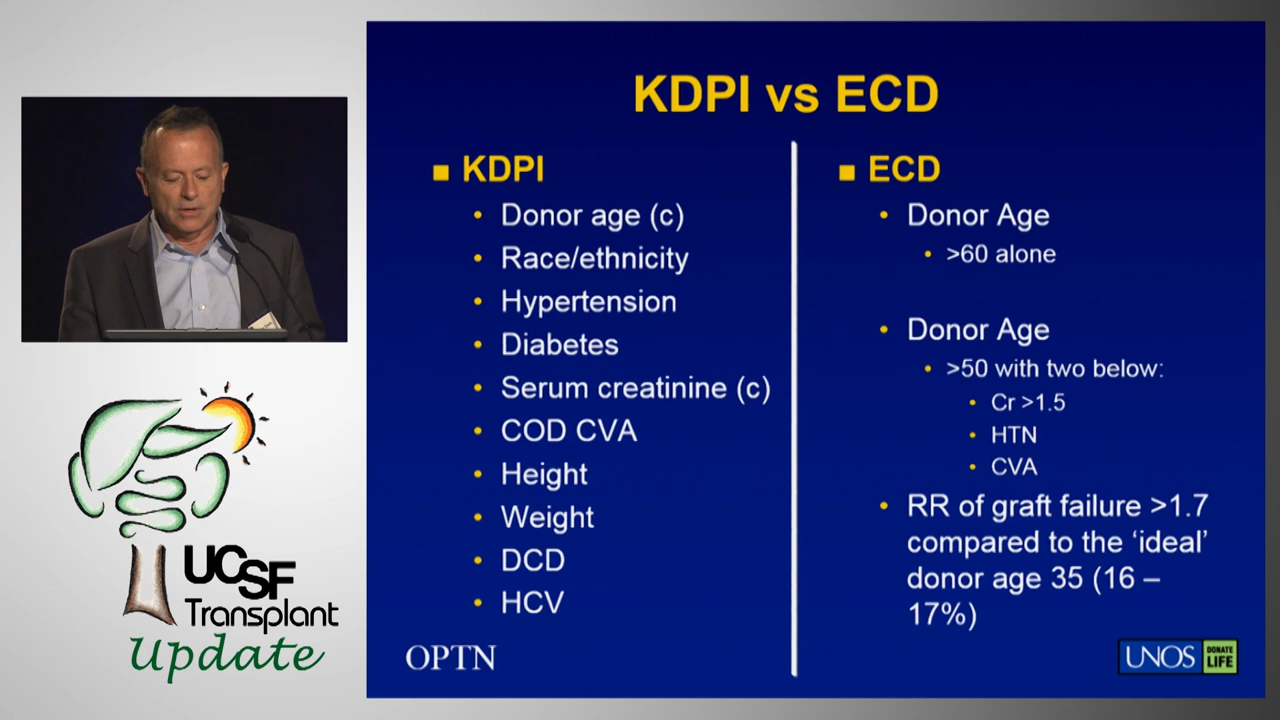 KDPI vs ECD
KDPI
Donor age (c)
Race/ethnicity
Hypertension
Diabetes
Serum creatinine (c)
COD CVA
Height
Weight
DCD
HCV
OPTN
ECD
Donor Age
>60 alone
Donor Age
>50 with two below:
Cr >1.5
HTN
CVA
RR of graft failure >1.7
compared to the ‘ideal’
donor age 35 (16 –
17%)
UNOS
DONATE
LIFE
UCSF
Transplant
Update